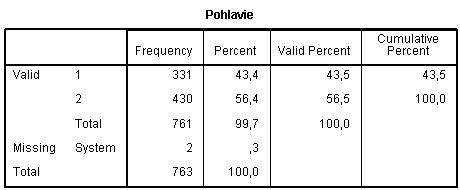 Pohlavie
Frequency Percent Valid Percent Cumulative Percent
Valid 1 331 43,4 43,5 43,5
2 430 56,4 56,5 100,0
Total 761 99,7 100,0
Missing System 2 ,3
Total 763 100,0